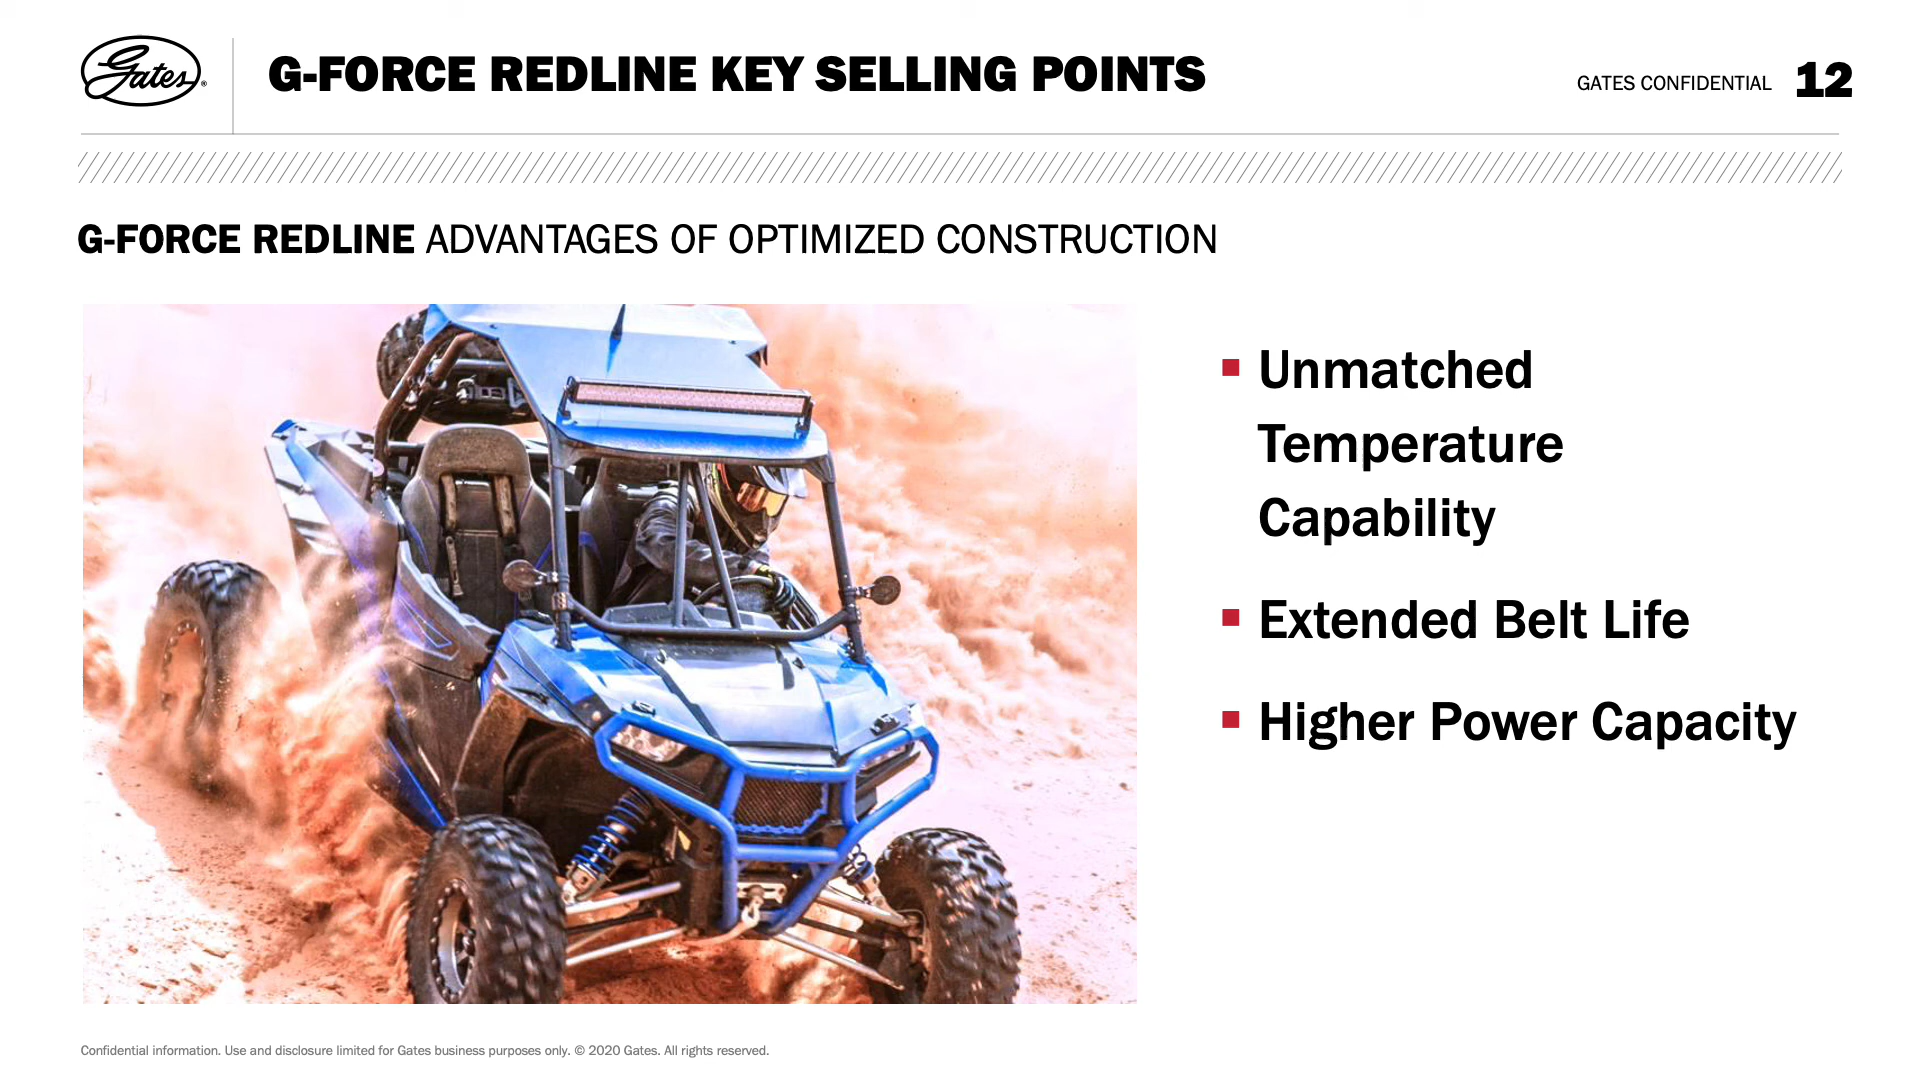 Gates®
G-FORCE REDLINE KEY SELLING POINTS
GATES CONFIDENTIAL 12
G-FORCE REDLINE ADVANTAGES OF OPTIMIZED CONSTRUCTION
Unmatched
Temperature
Capability
Extended Belt Life
Higher Power Capacity
Confidential information. Use and disclosure limited for Gates business purposes only. © 2020 Gates. All rights reserved.